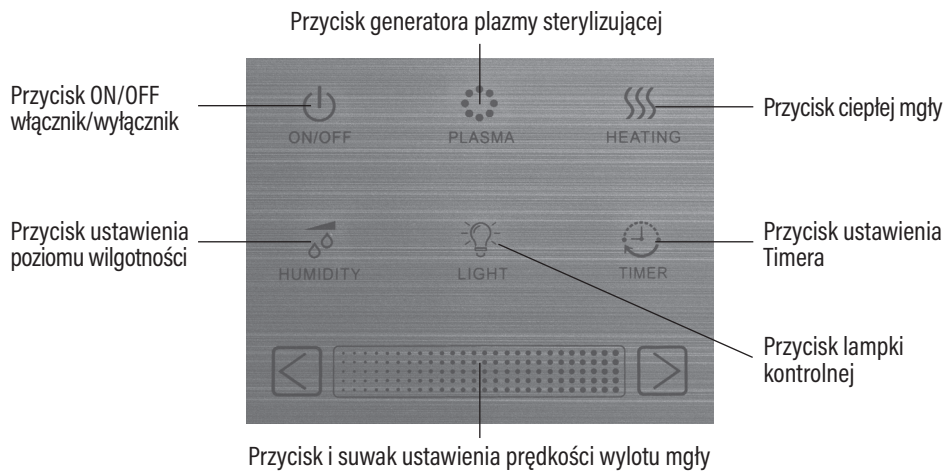 Przycisk generatora plazmy sterylizującej
Przycisk ON/OFF
włącznik/wyłącznik
Przycisk ciepłej mgły
ON/OFF
PLASMA
HEATING
Przycisk ustawienia
poziomu wilgotności
Przycisk ustawienia
Timera
HUMIDITY
LIGHT
TIMER
Przycisk lampki
kontrolnej
Przycisk i suwak ustawienia prędkości wylotu mgły